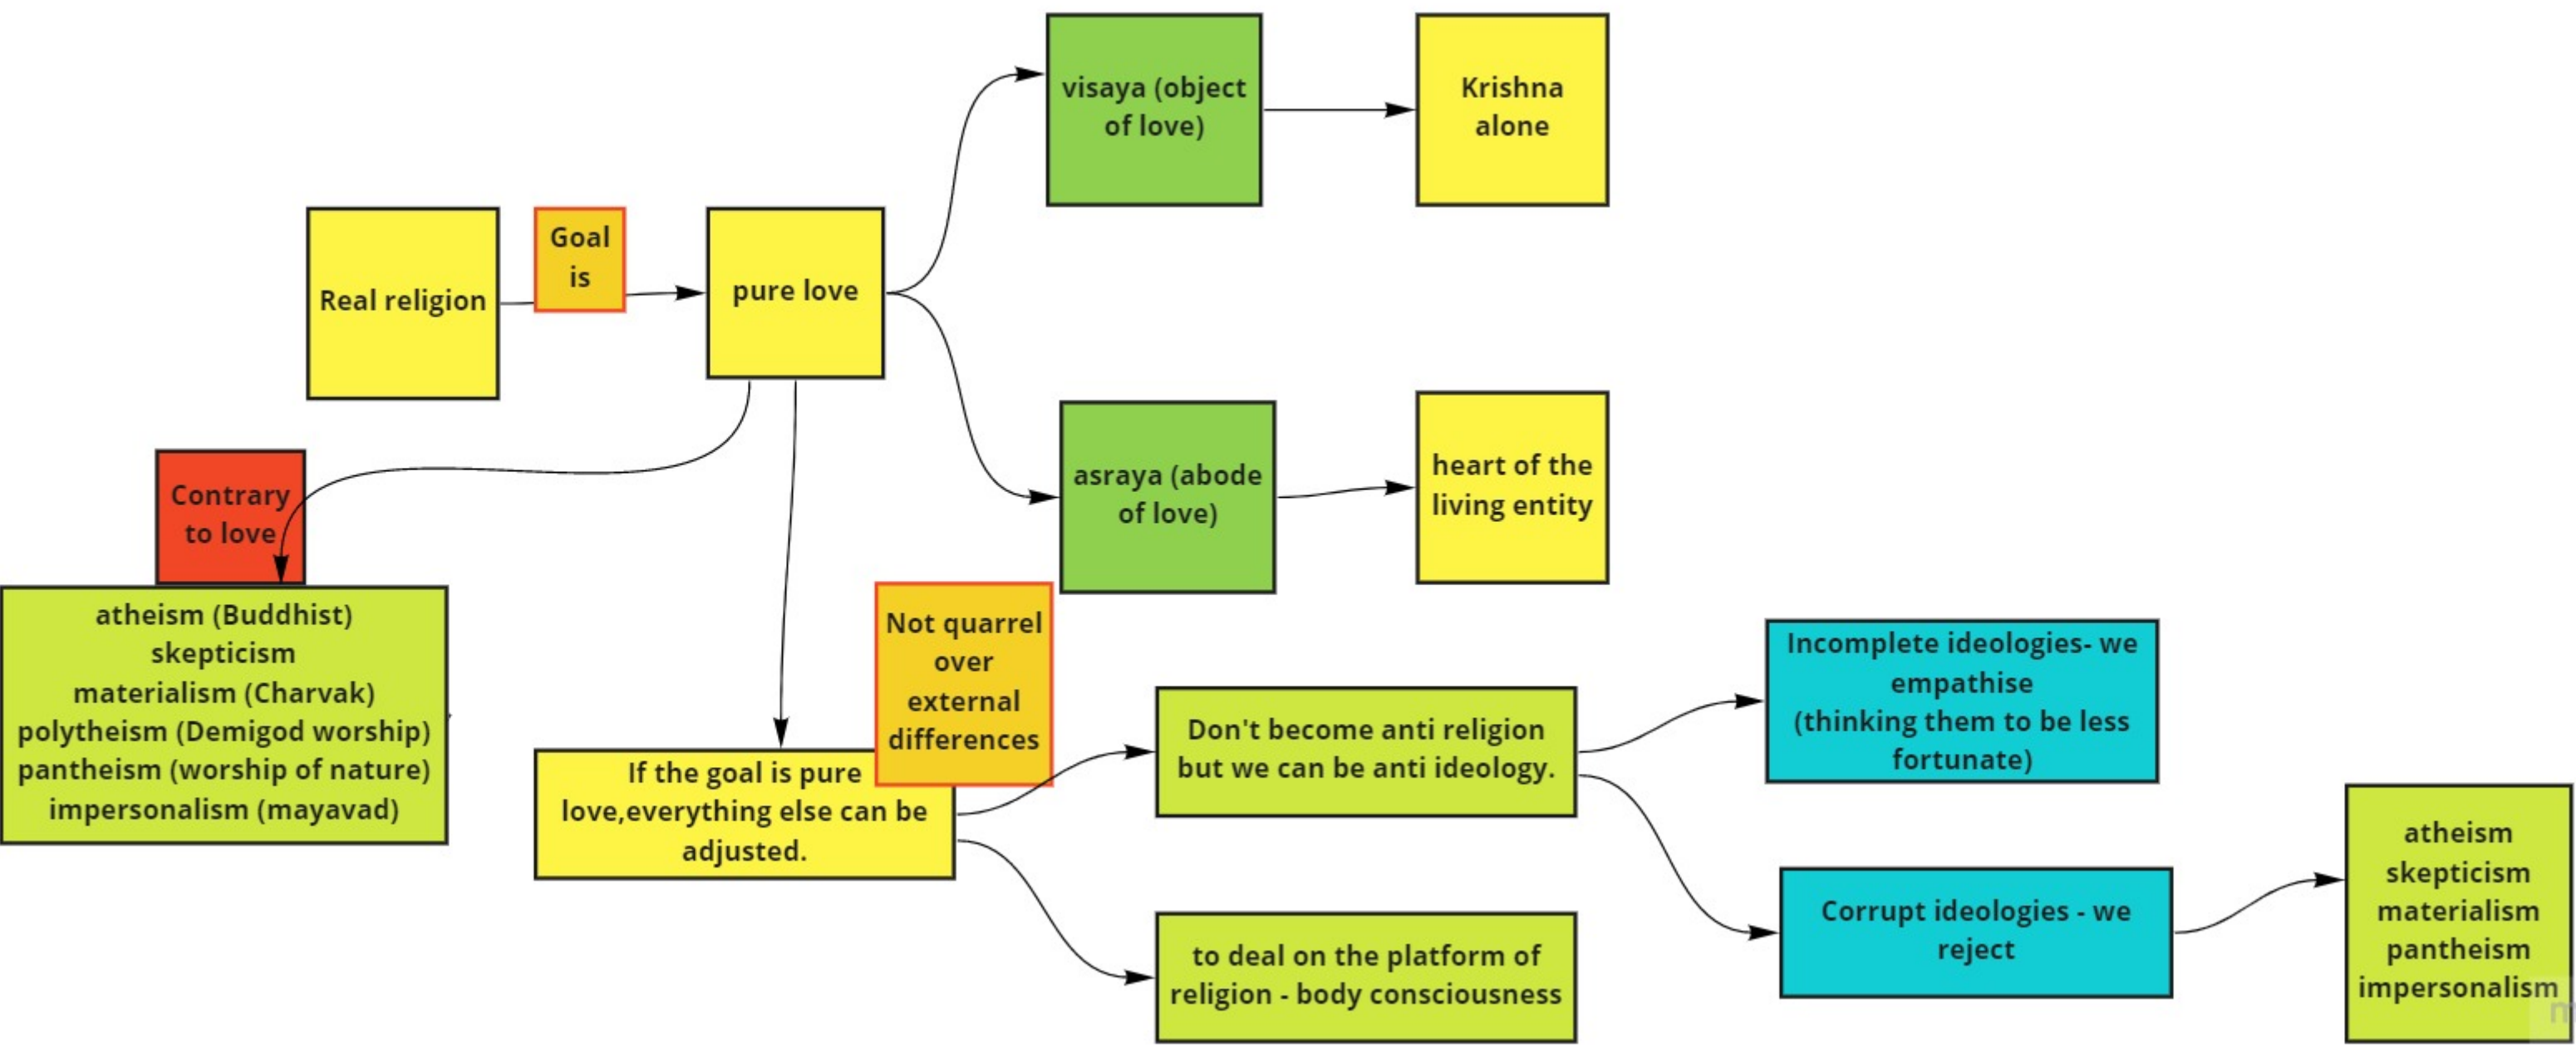 visaya (object
of love)
Krishna
alone
Real religion
Goal
is
pure love
asraya (abode
of love)
heart of the
living entity
Contrary
to love
atheism (Buddhist)
skepticism
materialism (Charvak)
polytheism (Demigod worship)
pantheism (worship of nature)
impersonalism (mayavad)
Not quarrel
over
external
differences
If the goal is pure
love,everything else can be
adjusted.
Don't become anti religion
but we can be anti ideology.
to deal on the platform of
religion - body consciousness
Incomplete ideologies- we
empathise
(thinking them to be less
fortunate)
Corrupt ideologies - we
reject
atheism
skepticism
materialism
pantheism
impersonalism